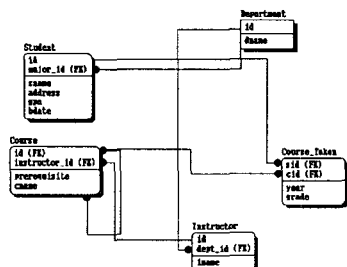 Department
id
dname
Student
id
major_id (FK)
sname
address
gpa
bdate
Course
id (FK)
instructor_id (FK)
prerequisite
cname
Course_Taken
sid (FK)
cid (FK)
year
grade
Instructor
id
dept_id (FK)
iname